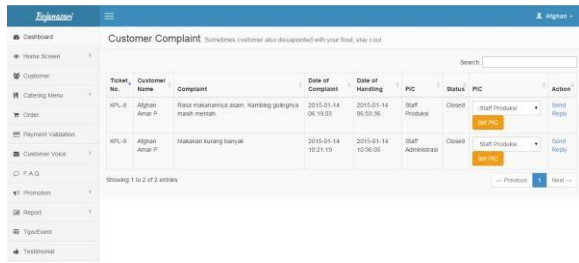 Bojanatari
Afghan
Dashboard
Home Screen
Customer
Catering Menu
Order
Payment Validation
Customer Voice
F.A.Q.
Promotion
Report
Tips/Event
Testimonial
Customer Complaint Sometimes customer also dissapointed with your food, stay cool.
Search:
Ticket No. Customer Name Complaint Date of Complaint Date of Handling PIC Status PIC Action
KPL-8 Afghan Amar P Rasa makanannya asam. Kambing gulingnya masih mentah. 2015-01-14 06:19:03 2015-01-14 06:53:36 Staff Produksi Closed Staff Produksi Set PIC Send Reply
KPL-9 Afghan Amar P Makanan kurang banyak 2015-01-14 10:21:19 2015-01-14 10:36:05 Staff Administrasi Closed Staff Produksi Set PIC Send Reply
Showing 1 to 2 of 2 entries
← Previous 1 Next →